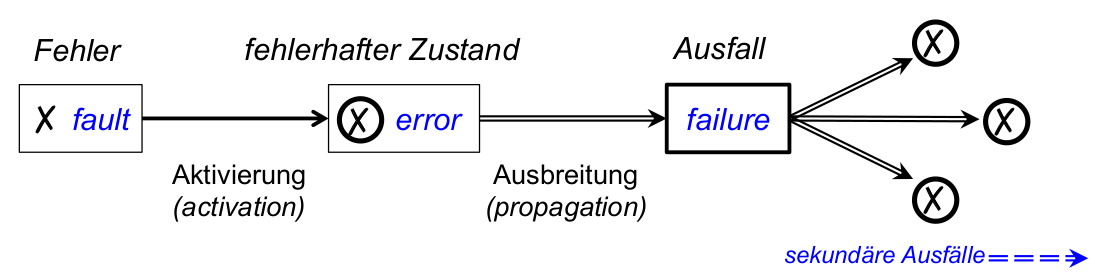 Fehler
fehlerhafter Zustand
Ausfall
fault
error
failure
Aktivierung
(activation)
Ausbreitung
(propagation)
sekundäre Ausfälle